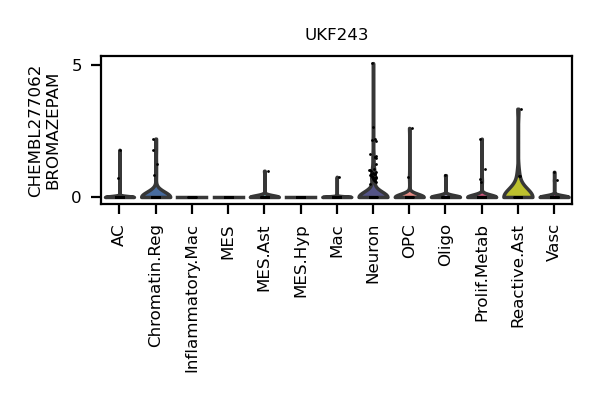 UKF243
CHEMBL277062
BROMAZEPAM
5
0
AC
Chromatin.Reg
Inflammatory.Mac
MES
MES.Ast
MES.Hyp
Mac
Neuron
OPC
Oligo
Prolif.Metab
Reactive.Ast
Vasc